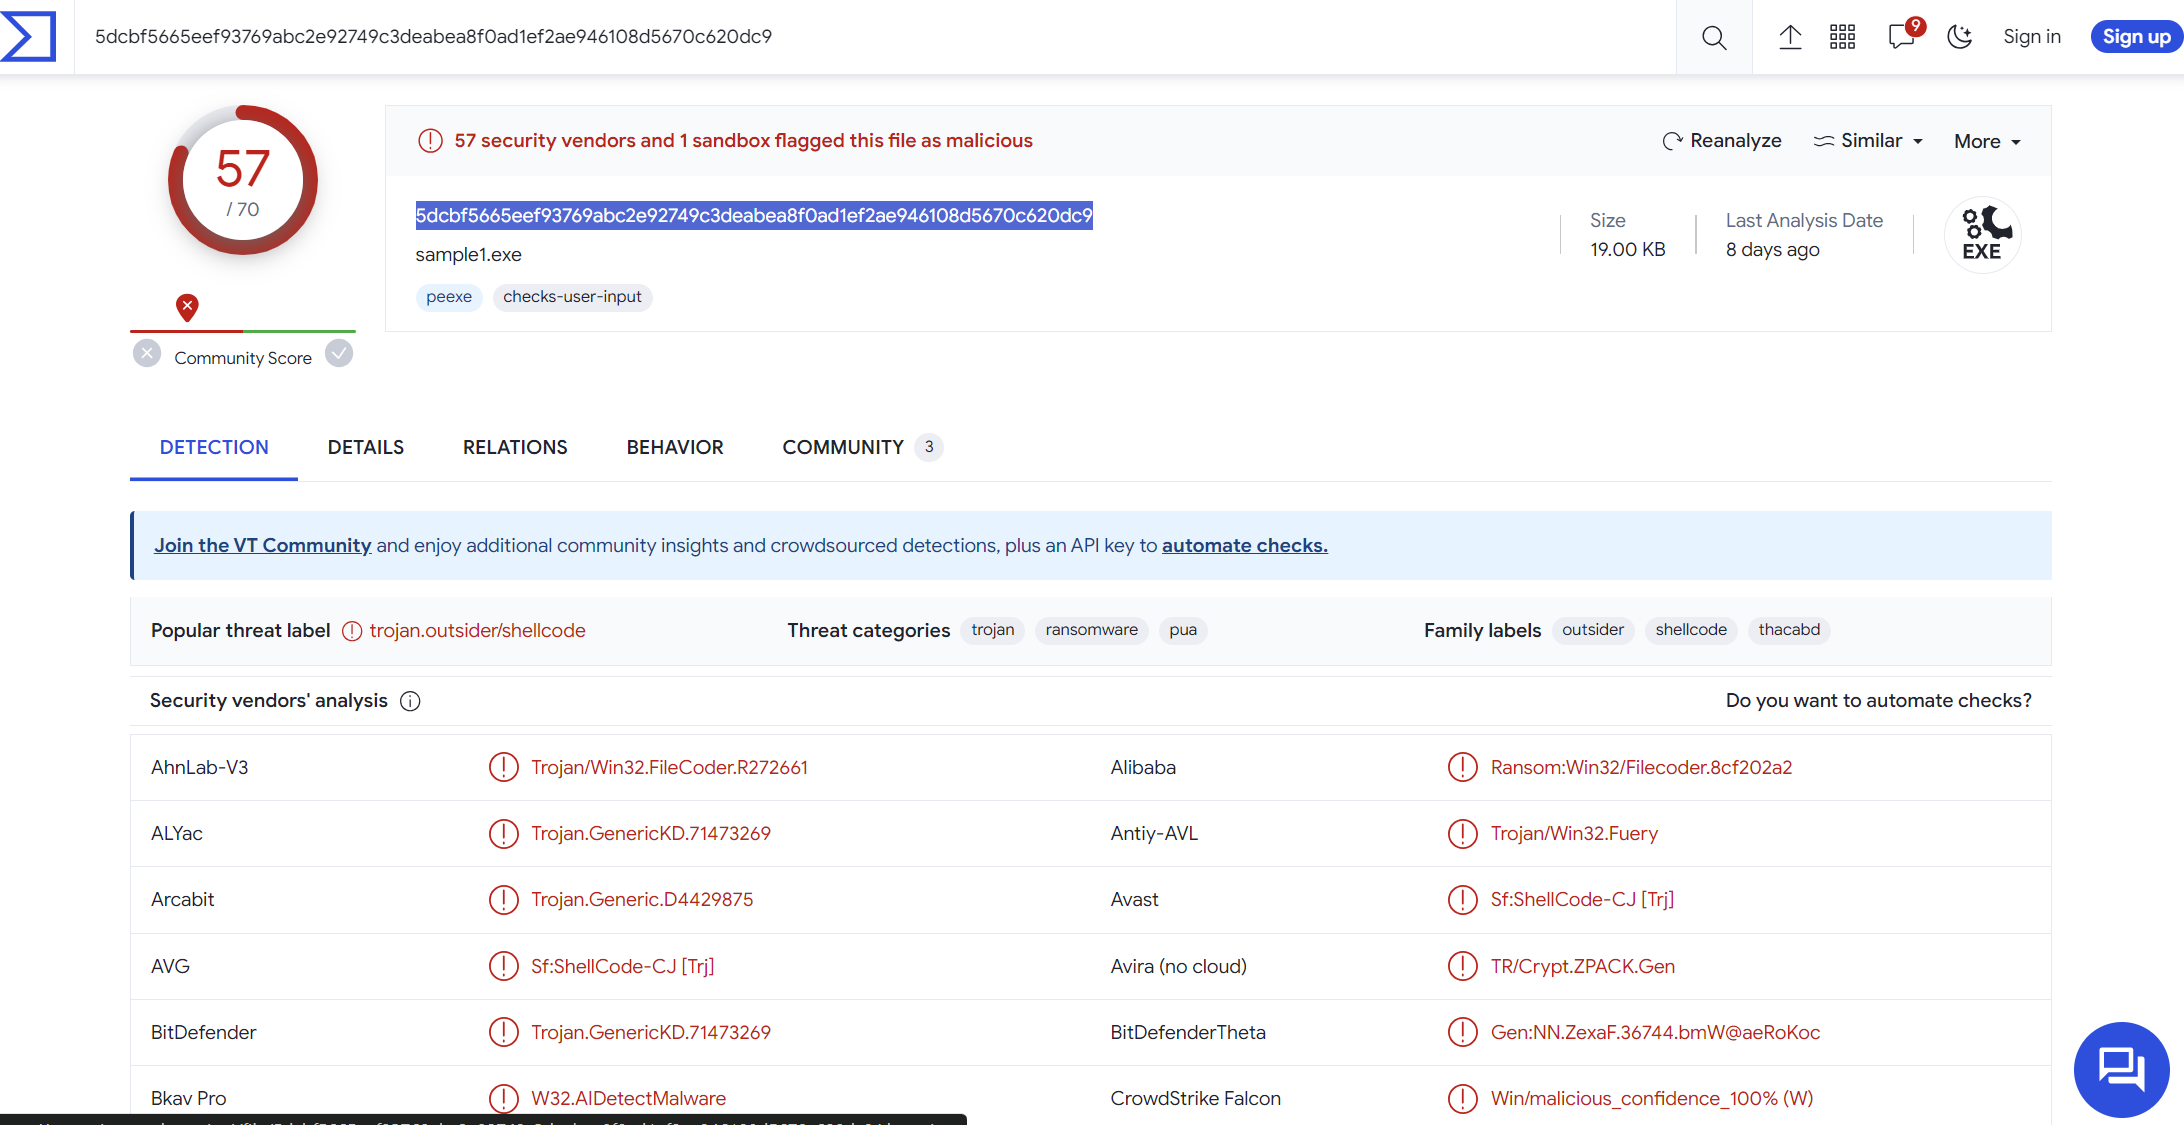 5dcbf5665eef93769abc2e92749c3deabea8f0ad1ef2ae946108d5670c620dc9
9
Sign in
Sign up
57
/ 70
Community Score
57 security vendors and 1 sandbox flagged this file as malicious
Reanalyze
Similar
More
5dcbf5665eef93769abc2e92749c3deabea8f0ad1ef2ae946108d5670c620dc9
sample1.exe
peexe
checks-user-input
Size
19.00 KB
Last Analysis Date
8 days ago
EXE
DETECTION
DETAILS
RELATIONS
BEHAVIOR
COMMUNITY
3
Join the VT Community and enjoy additional community insights and crowdsourced detections, plus an API key to automate checks.
Popular threat label
trojan.outsider/shellcode
Threat categories
trojan
ransomware
pua
Family labels
outsider
shellcode
thacabd
Security vendors' analysis
Do you want to automate checks?
AhnLab-V3
Trojan/Win32.FileCoder.R272661
Alibaba
Ransom:Win32/Filecoder.8cf202a2
ALYac
Trojan.GenericKD.71473269
Antiy-AVL
Trojan/Win32.Fuery
Arcabit
Trojan.Generic.D4429875
Avast
Sf:ShellCode-CJ [Trj]
AVG
Sf:ShellCode-CJ [Trj]
Avira (no cloud)
TR/Crypt.ZPACK.Gen
BitDefender
Trojan.GenericKD.71473269
BitDefenderTheta
Gen:NN.ZexaF.36744.bmW@aeRoKoc
Bkav Pro
W32.AIDetectMalware
CrowdStrike Falcon
Win/malicious_confidence_100% (W)